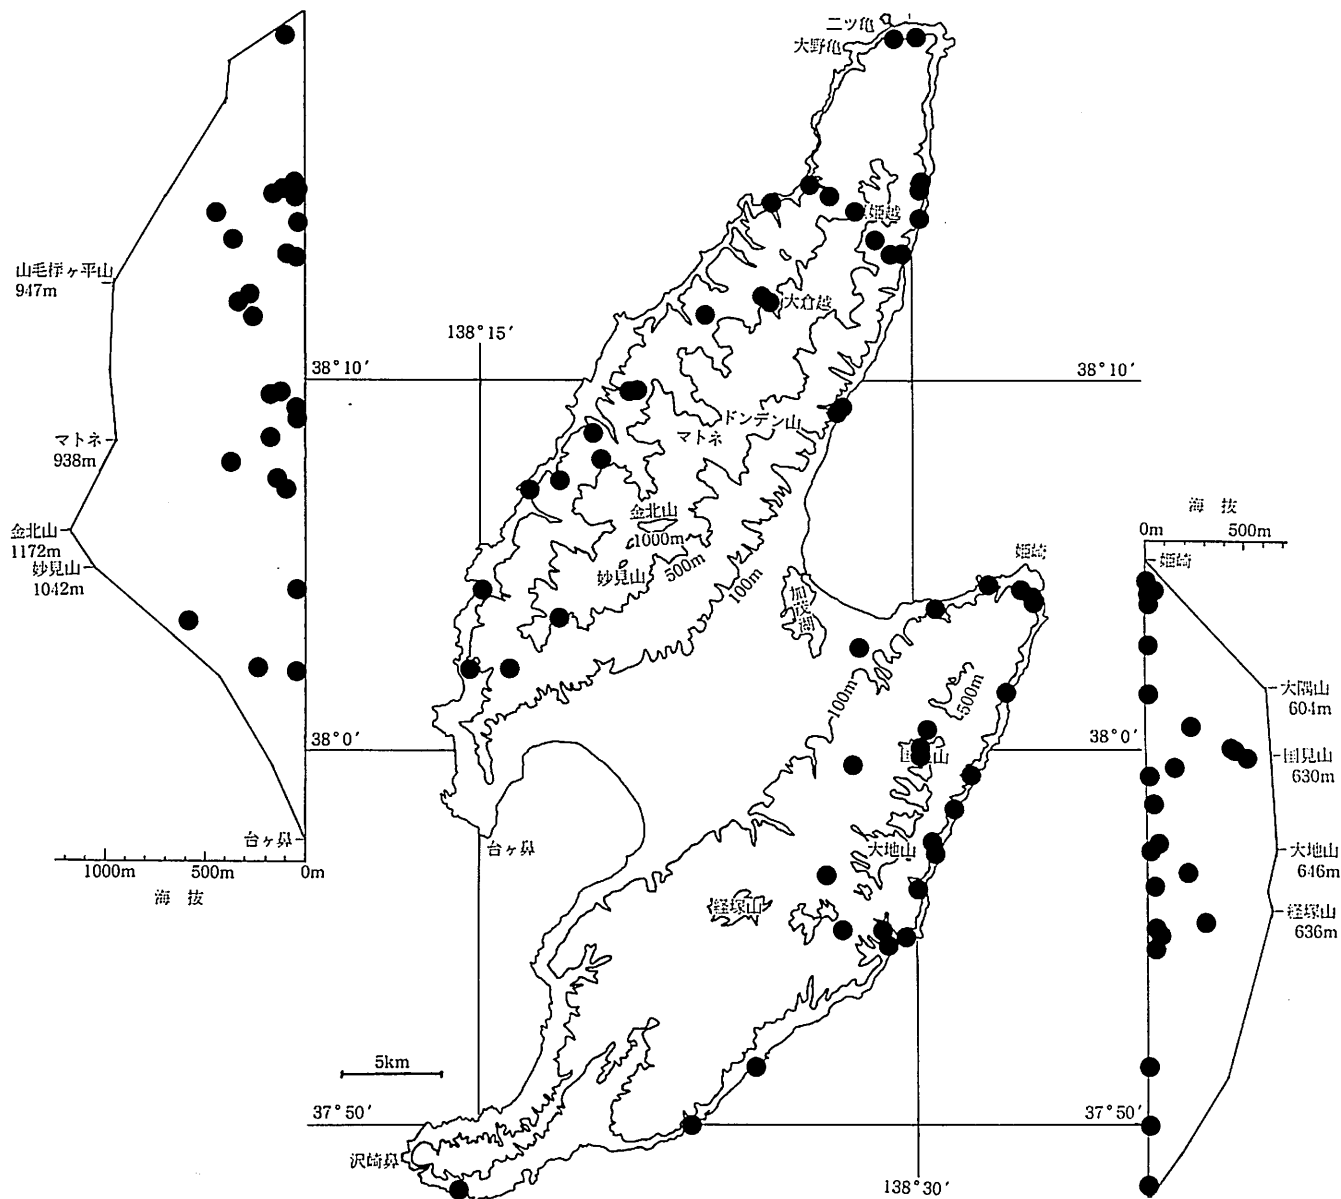 二ツ亀
大野亀
姫越
山毛欅ヶ平山
947m
大倉越
138°15′
38°10′
38°10′
ドンデン山
マトネ
マトネ
938m
海 抜
0m 500m
金北山
1172m
金北山
1000m
姫崎
姫崎
妙見山
1042m
妙見山
500m
100m
加茂湖
100m
500m
大隅山
604m
38°0′
38°0′
国見山
国見山
630m
台ヶ鼻
台ヶ鼻
大地山
大地山
646m
1000m 500m 0m
海 抜
経塚山
経塚山
636m
5km
37°50′
37°50′
沢崎鼻
138°30′